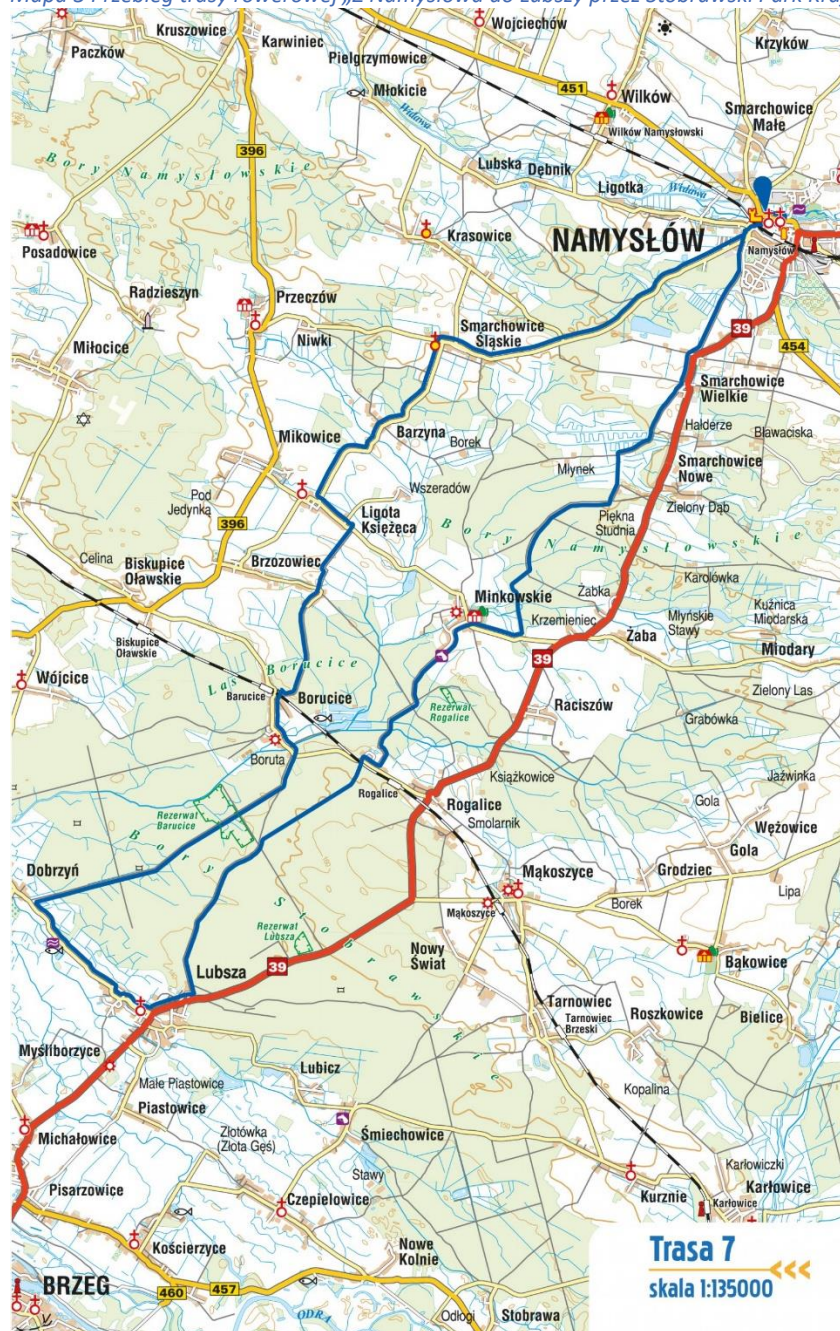 Paczków
Kruszowice
Karwiniec
Pielgrzymowice
Wojciechów
Krzyków
Młokicie
Widawa
451
Wilków
Wilków Namysłowski
Smarchowice
Małe
396
Bory Namysłowskie
Lubska
Dębnik
Ligotka
Widawa
NAMYSŁÓW
Namysłów
Posadowice
Krasowice
Radzieszyn
Przeczów
Niwki
Smarchowice
Śląskie
39
454
Miłocice
Smarchowice
Wielkie
Mikowice
Barzyna
Borek
Hałderze
Bławaciska
Młynek
Smarchowice
Nowe
Wszeradów
Pod
Jedynką
Ligota
Księżęca
Piękna
Studnia
Zielony Dąb
Bory Namysłowskie
396
Celina
Biskupice
Oławskie
Brzozowiec
Minkowskie
Żabka
Karolówka
Krzemieniec
Młyńskie
Stawy
Kuźnica
Miodarska
Biskupice
Oławskie
Żaba
Miodary
Wójcice
Las Borucice
39
Barucice
Borucice
Rezerwat
Rogalice
Raciszów
Zielony Las
Grabówka
Boruta
Książkowice
Jaźwinka
Rogalice
Rogalice
Smolarnik
Gola
Wężowice
Rezerwat
Barucice
Gola
Dobrzyń
Bory
Mąkoszyce
Grodziec
Lipa
Mąkoszyce
Borek
Stobrawskie
Rezerwat
Lubsza
Nowy
Świat
Lubsza
39
Bąkowice
Tarnowiec
Tarnowiec
Brzeski
Roszkowice
Bielice
Myśliborzyce
Lubicz
Małe Piastowice
Kopalina
Piastowice
Michałowice
Złotówka
(Złota Gęś)
Śmiechowice
Stawy
Karłowiczki
Pisarzowice
Czepielowice
Kurznie
Karłowice
Karłowice
Kościerzyce
Nowe
Kolnie
Trasa 7
skala 1:135000
BRZEG
460
457
ODRA
Odłogi
Stobrawa